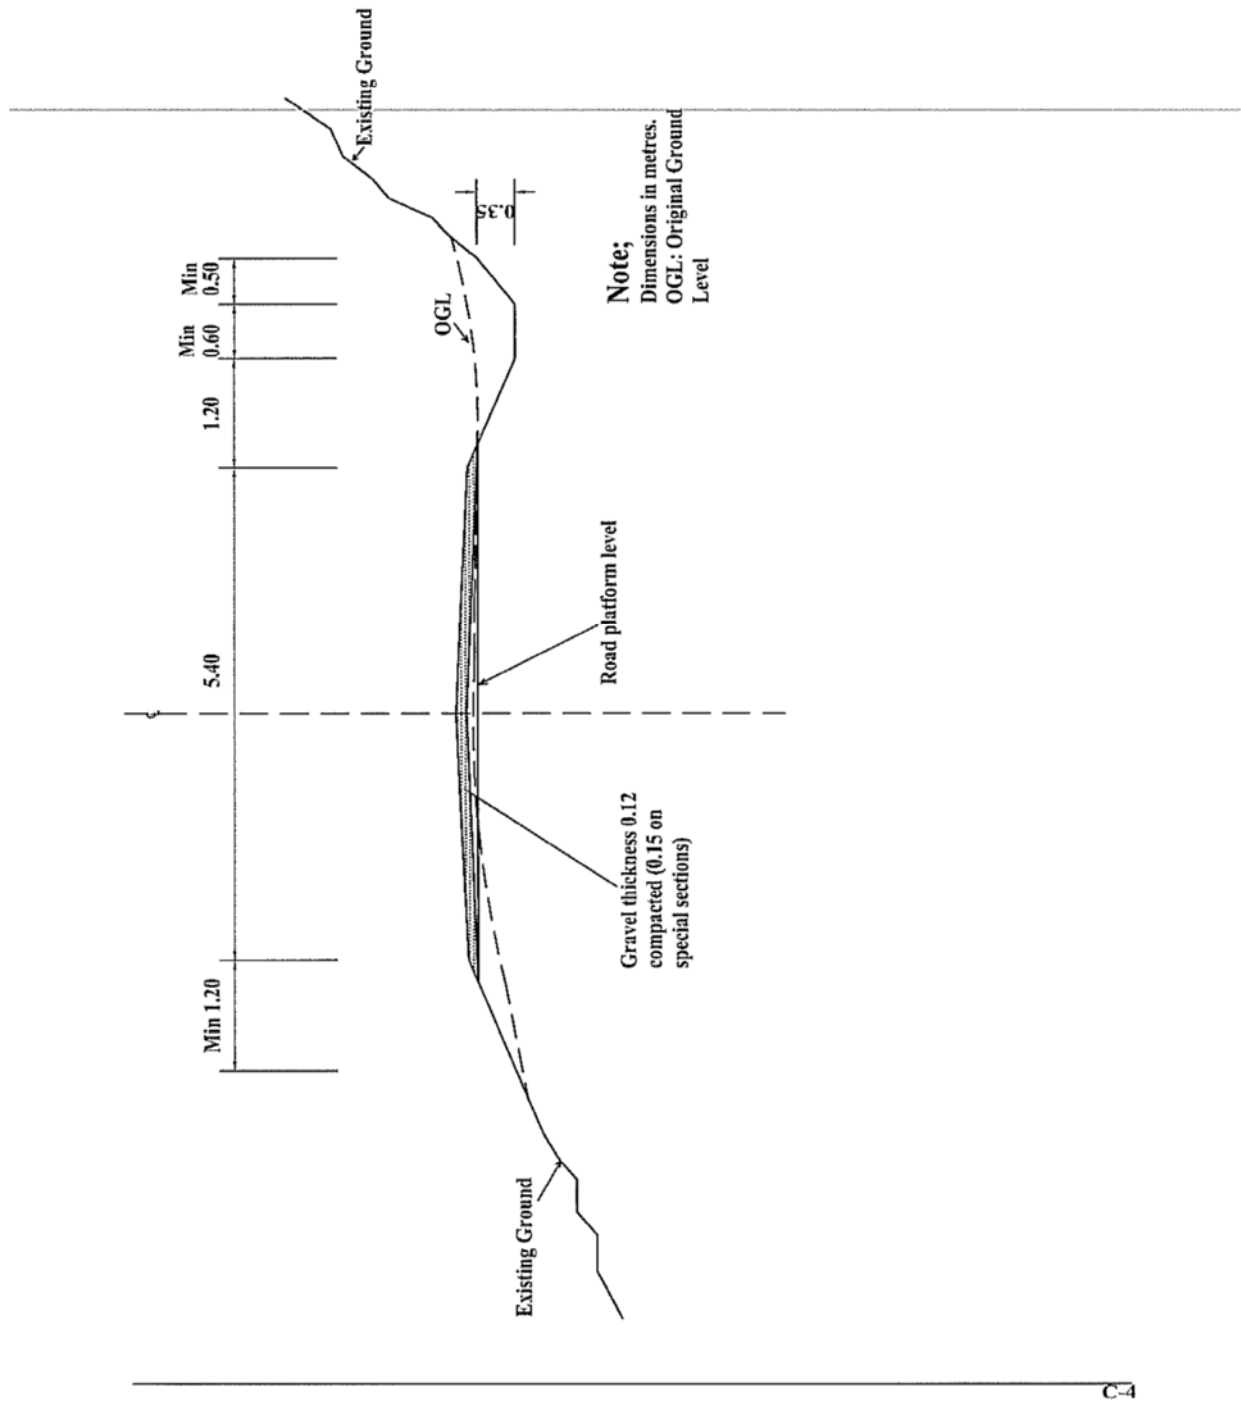 Min 1.20
5.40
1.20
Min
0.60
Min
0.50
Existing Ground
OGL
0.35
Existing Ground
Gravel thickness 0.12
compacted (0.15 on
special sections)
Road platform level
Note;
Dimensions in metres.
OGL: Original Ground
Level
C-4